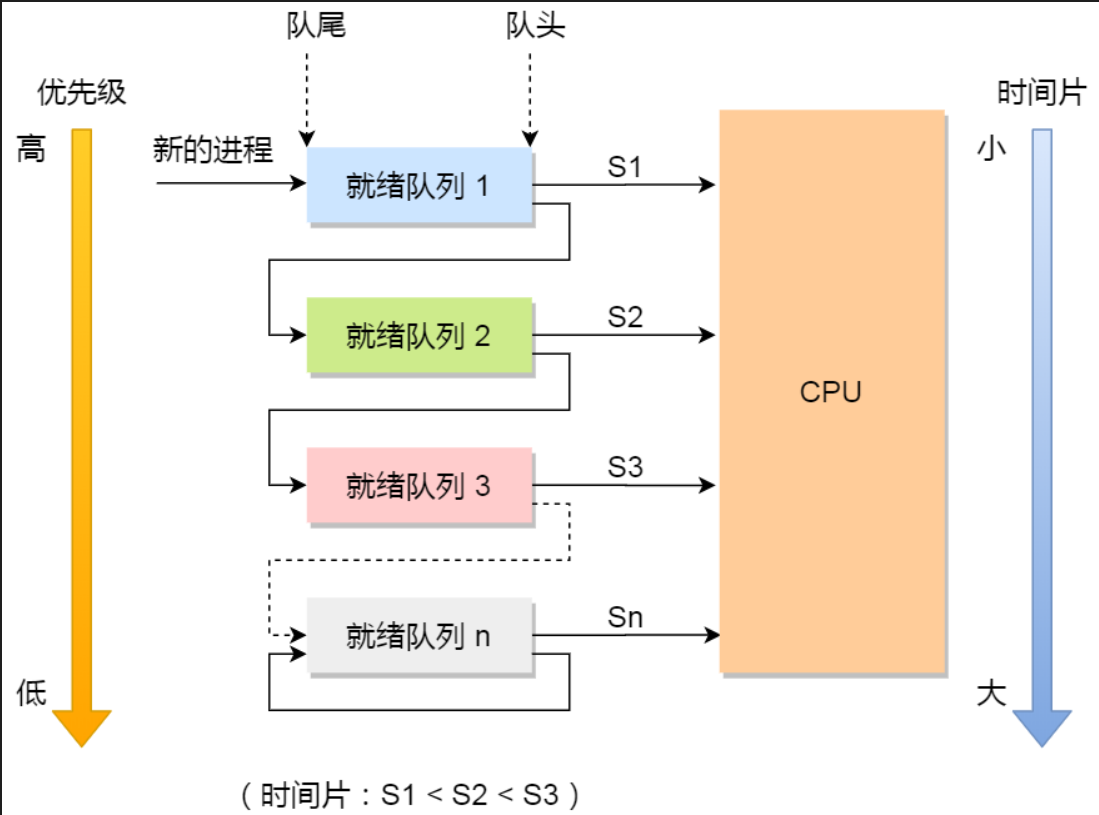 队尾
队头
优先级
时间片
高
新的进程
小
就绪队列 1
S1
就绪队列 2
S2
CPU
就绪队列 3
S3
就绪队列 n
Sn
低
大
（时间片：S1 < S2 < S3）